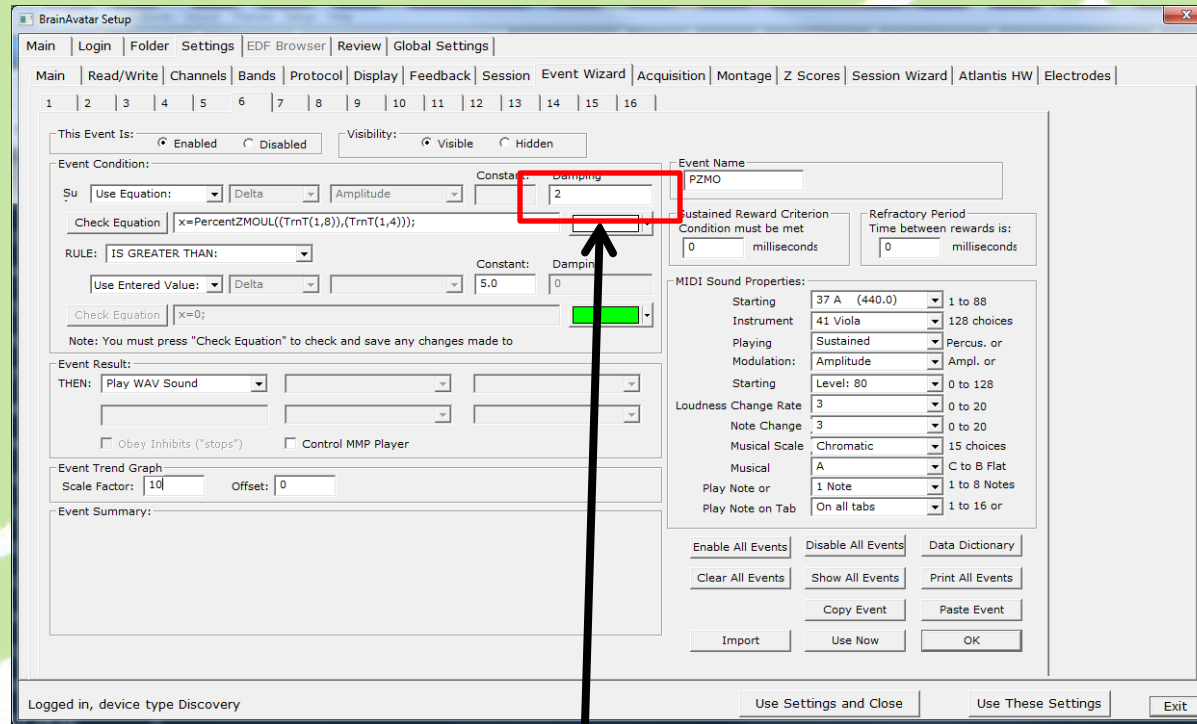 BrainAvatar Setup
Main Login Folder Settings EDF Browser Review Global Settings
Main Read/Write Channels Bands Protocol Display Feedback Session Event Wizard Acquisition Montage Z Scores Session Wizard Atlantis HW Electrodes
1 2 3 4 5 6 7 8 9 10 11 12 13 14 15 16
This Event Is: Enabled Disabled
Visibility: Visible Hidden
Event Condition:
Constant: Damping
Su Use Equation: Delta Amplitude 2
Check Equation x=PercentZMOUL((TrnT(1,8)),(TrnT(1,4)));
RULE: IS GREATER THAN:
Constant: Damping
Use Entered Value: Delta 5.0 0
Check Equation x=0;
Note: You must press "Check Equation" to check and save any changes made to
Event Result:
THEN: Play WAV Sound
Obey Inhibits ("stops") Control MMP Player
Event Trend Graph
Scale Factor: 10 Offset: 0
Event Summary:
Event Name
PZMO
Sustained Reward Criterion
Condition must be met
0 milliseconds
Refractory Period
Time between rewards is:
0 milliseconds
MIDI Sound Properties:
Starting 37 A (440.0) 1 to 88
Instrument 41 Viola 128 choices
Playing Sustained Percus. or
Modulation: Amplitude Ampl. or
Starting Level: 80 0 to 128
Loudness Change Rate 3 0 to 20
Note Change 3 0 to 20
Musical Scale Chromatic 15 choices
Musical A C to B Flat
Play Note or 1 Note 1 to 8 Notes
Play Note on Tab On all tabs 1 to 16 or
Enable All Events Disable All Events Data Dictionary
Clear All Events Show All Events Print All Events
Copy Event Paste Event
Import Use Now OK
Logged in, device type Discovery
Use Settings and Close Use These Settings Exit